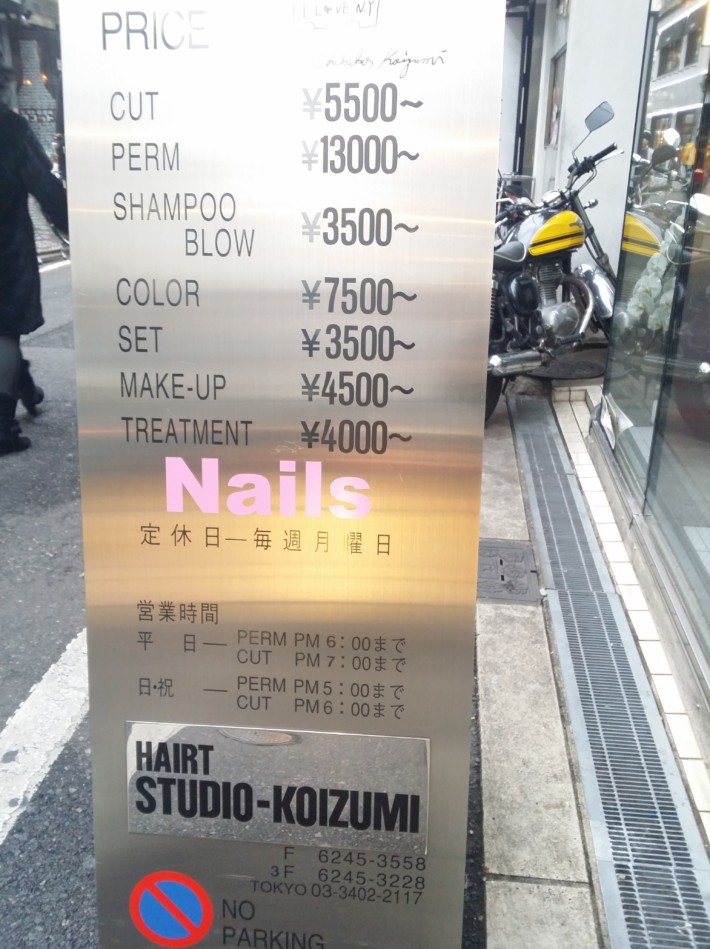 PRICE
I LOVE N.Y
Koizumi
CUT ¥5500～
PERM ¥13000～
SHAMPOO
BLOW ¥3500～
COLOR ¥7500～
SET ¥3500～
MAKE-UP ¥4500～
TREATMENT ¥4000～
Nails
定休日―毎週月曜日
営業時間
平 日― PERM PM 6：00まで
CUT PM 7：00まで
日・祝 ― PERM PM 5：00まで
CUT PM 6：00まで
HAIRT
STUDIO-KOIZUMI
F 6245-3558
3F 6245-3228
TOKYO 03-3402-2117
NO
PARKING